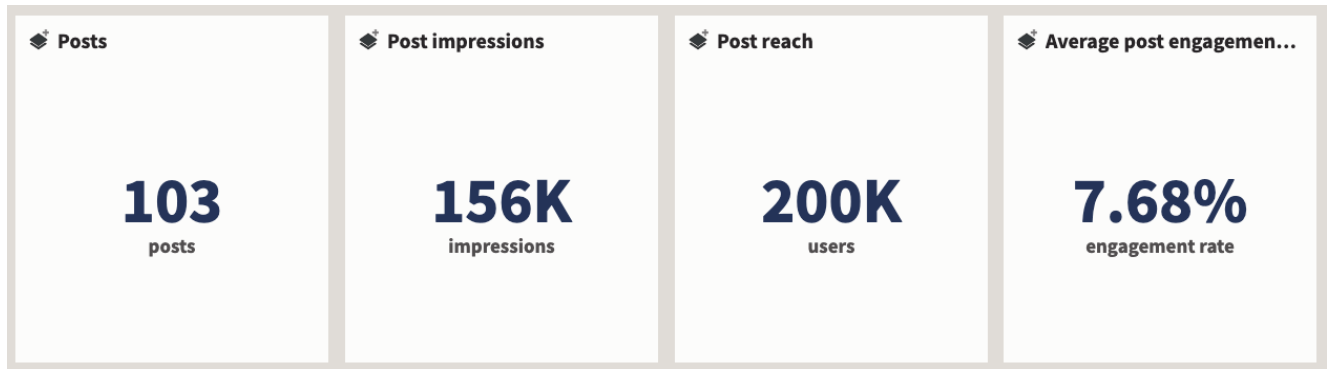 Posts
103
posts
Post impressions
156K
impressions
Post reach
200K
users
Average post engagemen...
7.68%
engagement rate